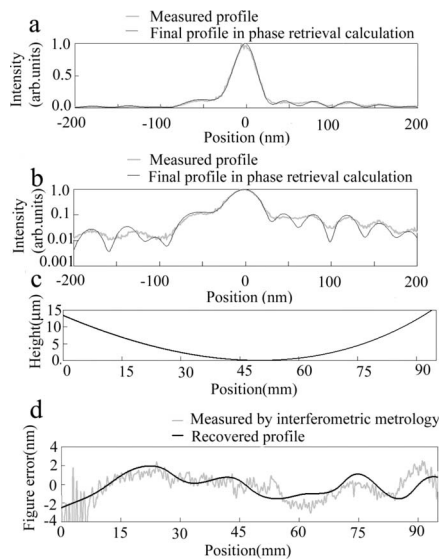 a
Measured profile
Final profile in phase retrieval calculation
Intensity
(arb.units)
1.0
0.5
0.0
-200 -100 0 100 200
Position (nm)
b
Measured profile
Final profile in phase retrieval calculation
Intensity
(arb.units)
1.0
0.1
0.01
0.001
-200 -100 0 100 200
Position (nm)
c
Height(μm)
15
10
5
0
0 15 30 45 60 75 90
Position(mm)
d
Measured by interferometric metrology
Recovered profile
Figure error(nm)
4
2
0
-2
-4
0 15 30 45 60 75 90
Position(mm)